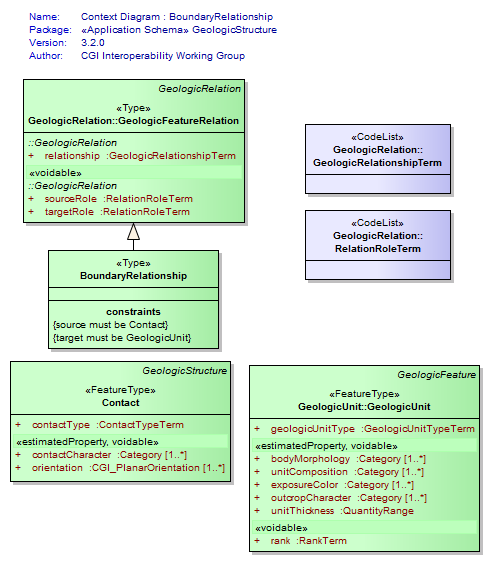 Name: Context Diagram : BoundaryRelationship
Package: «Application Schema» GeologicStructure
Version: 3.2.0
Author: CGI Interoperability Working Group
GeologicRelation
«Type»
GeologicRelation::GeologicFeatureRelation
::GeologicRelation
+ relationship :GeologicRelationshipTerm
«voidable»
::GeologicRelation
+ sourceRole :RelationRoleTerm
+ targetRole :RelationRoleTerm
«CodeList»
GeologicRelation::
GeologicRelationshipTerm
«CodeList»
GeologicRelation::
RelationRoleTerm
«Type»
BoundaryRelationship
constraints
{source must be Contact}
{target must be GeologicUnit}
GeologicStructure
«FeatureType»
Contact
+ contactType :ContactTypeTerm
«estimatedProperty, voidable»
+ contactCharacter :Category [1..*]
+ orientation :CGI_PlanarOrientation [1..*]
GeologicFeature
«FeatureType»
GeologicUnit::GeologicUnit
+ geologicUnitType :GeologicUnitTypeTerm
«estimatedProperty, voidable»
+ bodyMorphology :Category [1..*]
+ unitComposition :Category [1..*]
+ exposureColor :Category [1..*]
+ outcropCharacter :Category [1..*]
+ unitThickness :QuantityRange
«voidable»
+ rank :RankTerm